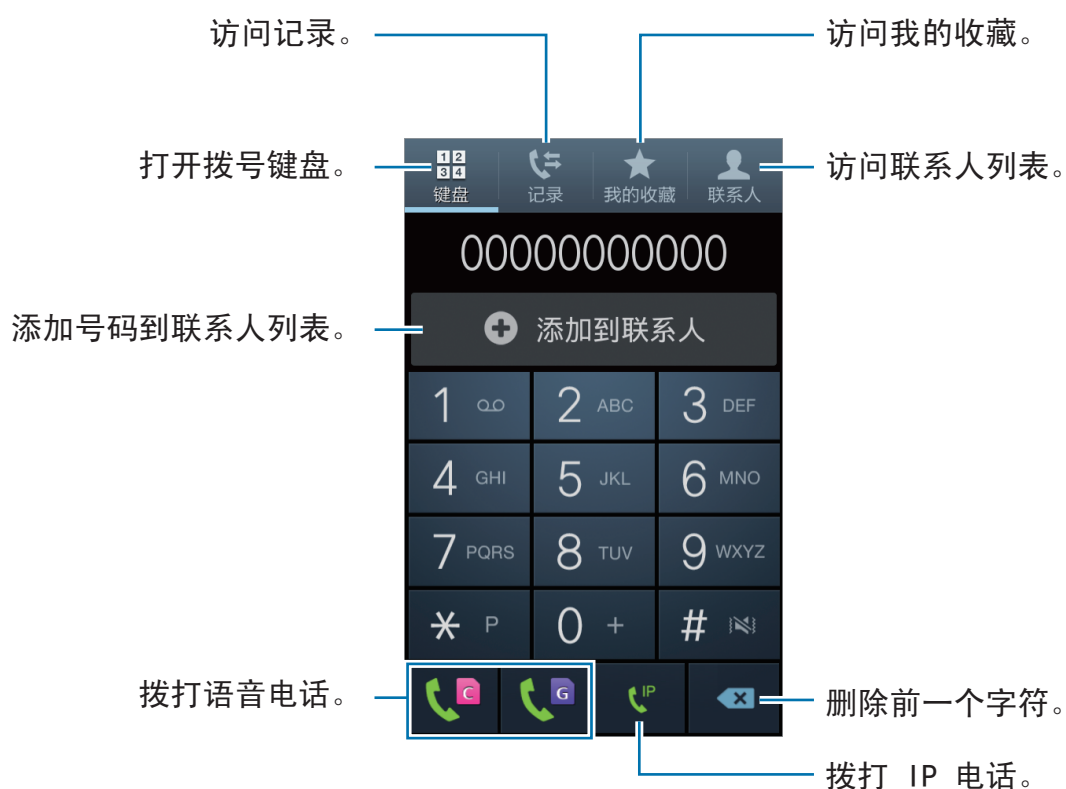 访问记录。
访问我的收藏。
打开拨号键盘。
1 2
3 4
键盘
记录
我的收藏
联系人
访问联系人列表。
00000000000
添加号码到联系人列表。
添加到联系人
1
2 ABC
3 DEF
4 GHI
5 JKL
6 MNO
7 PQRS
8 TUV
9 WXYZ
* P
0 +
#
拨打语音电话。
C
G
IP
删除前一个字符。
拨打 IP 电话。